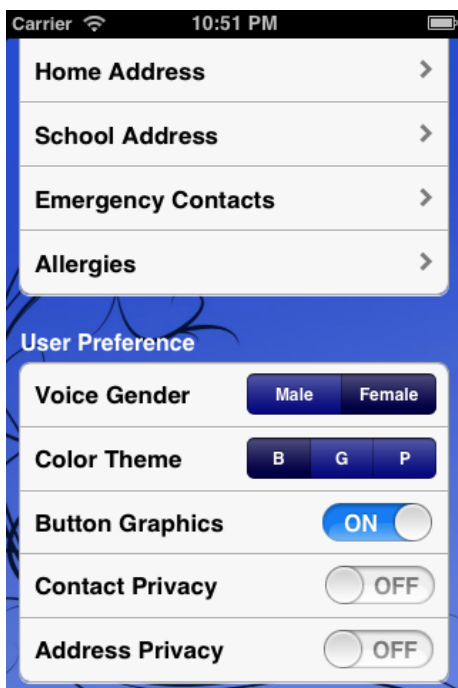 Carrier 10:51 PM
Home Address
School Address
Emergency Contacts
Allergies
User Preference
Voice Gender Male Female
Color Theme B G P
Button Graphics ON
Contact Privacy OFF
Address Privacy OFF